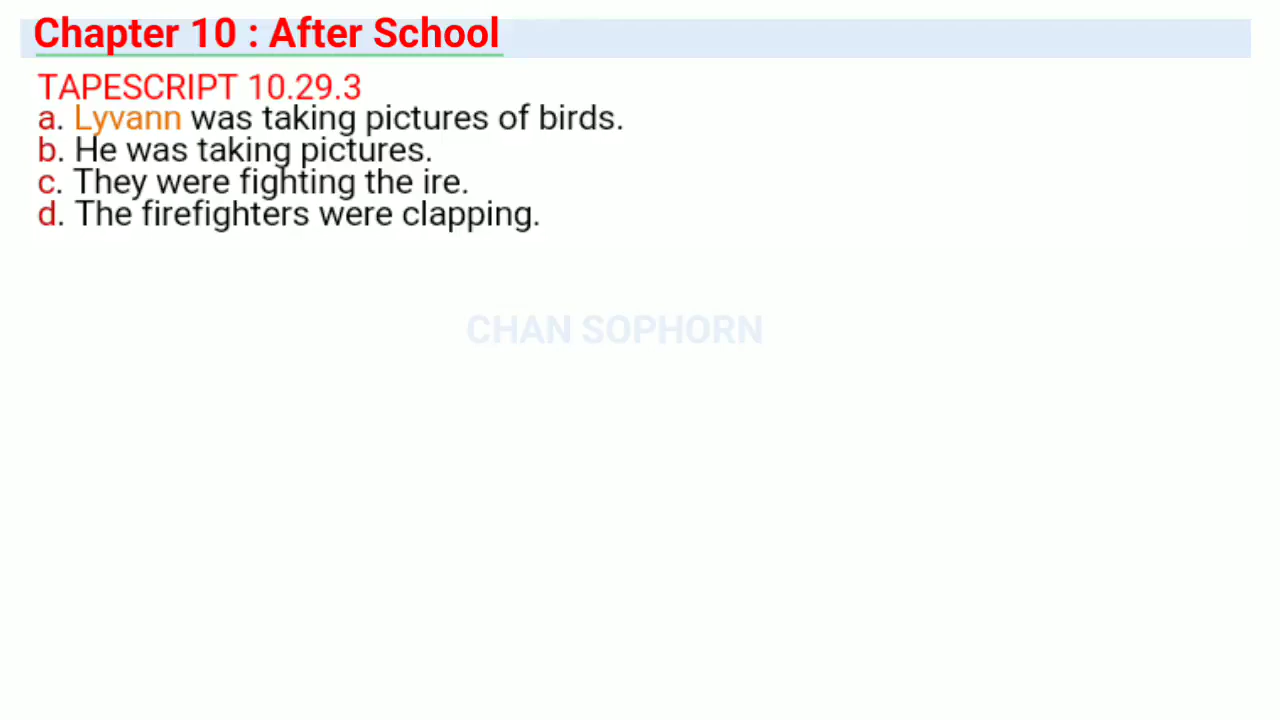 Chapter 10 : After School
TAPESCRIPT 10.29.3
a. Lyvann was taking pictures of birds.
b. He was taking pictures.
c. They were fighting the ire.
d. The firefighters were clapping.
CHAN SOPHORN